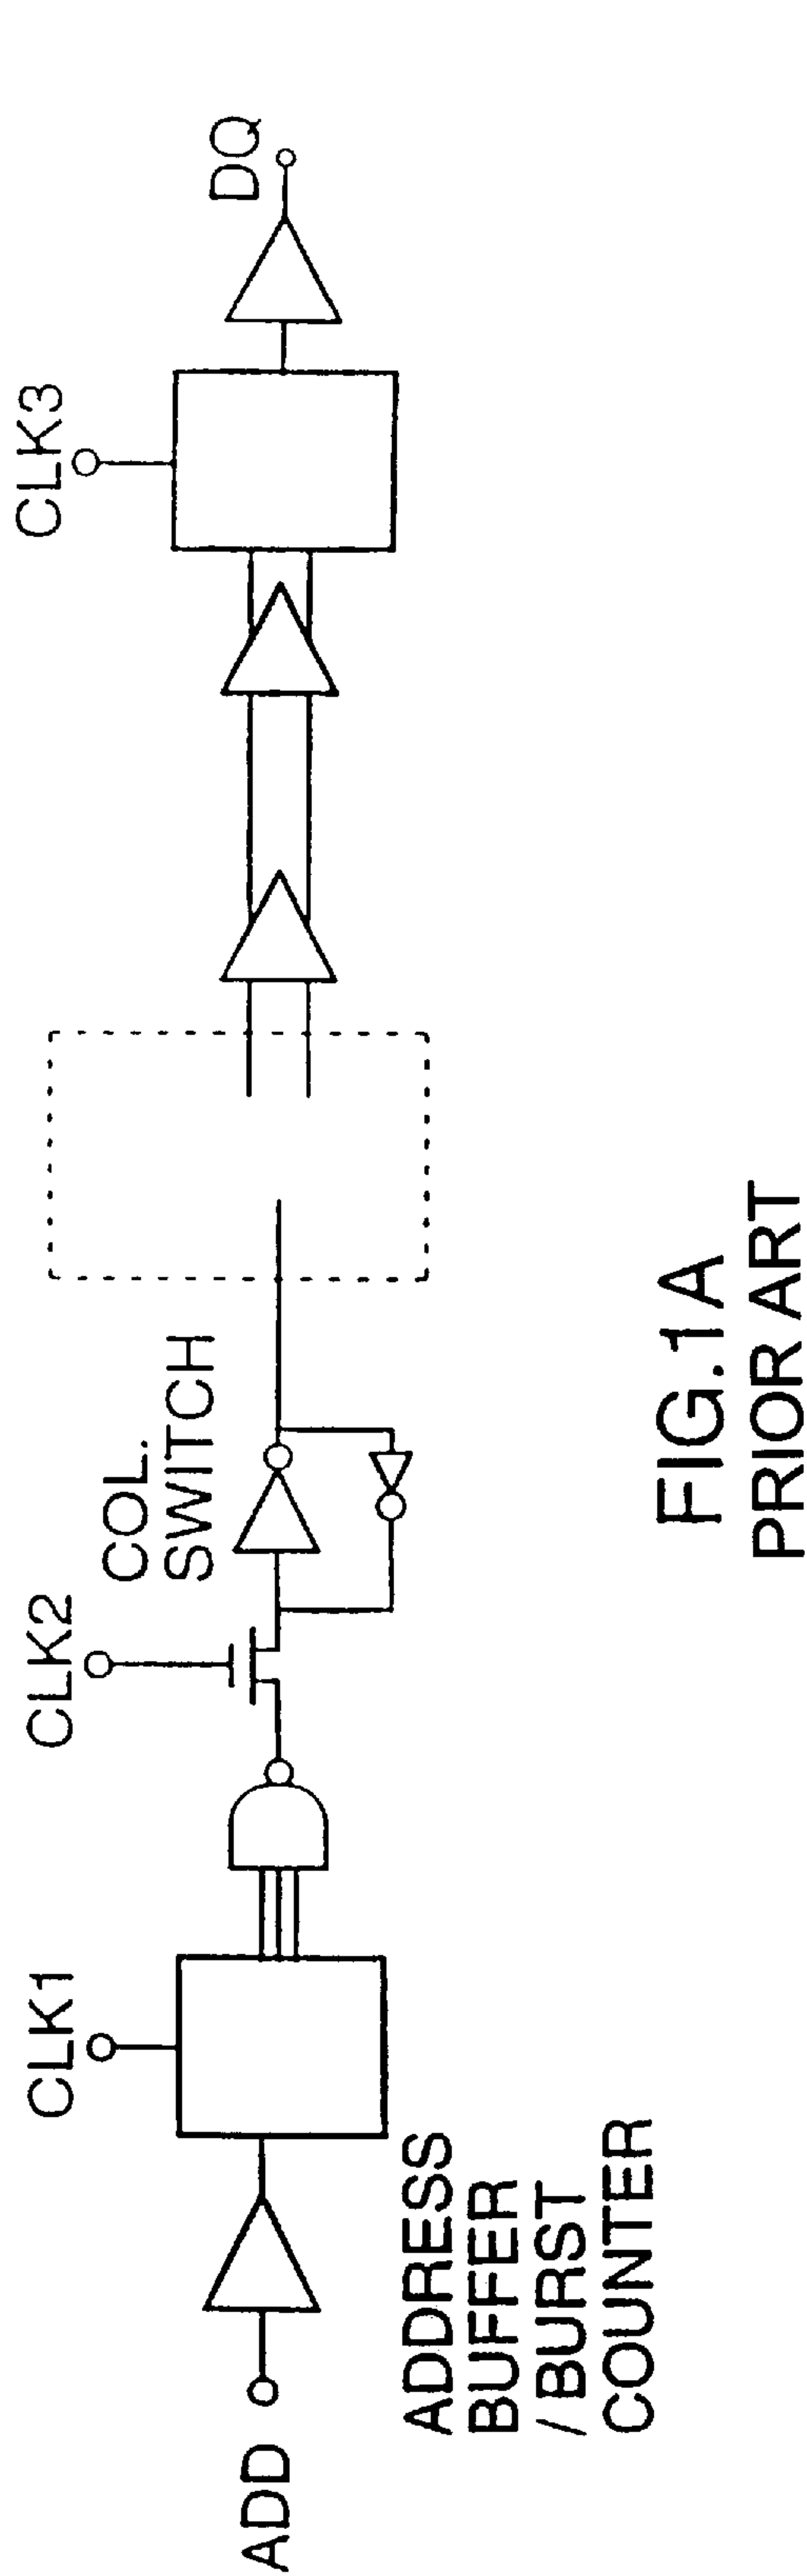 ADD
ADDRESS
BUFFER
/BURST
COUNTER
CLK1
CLK2
COL.
SWITCH
CLK3
DQ
FIG.1A
PRIOR ART